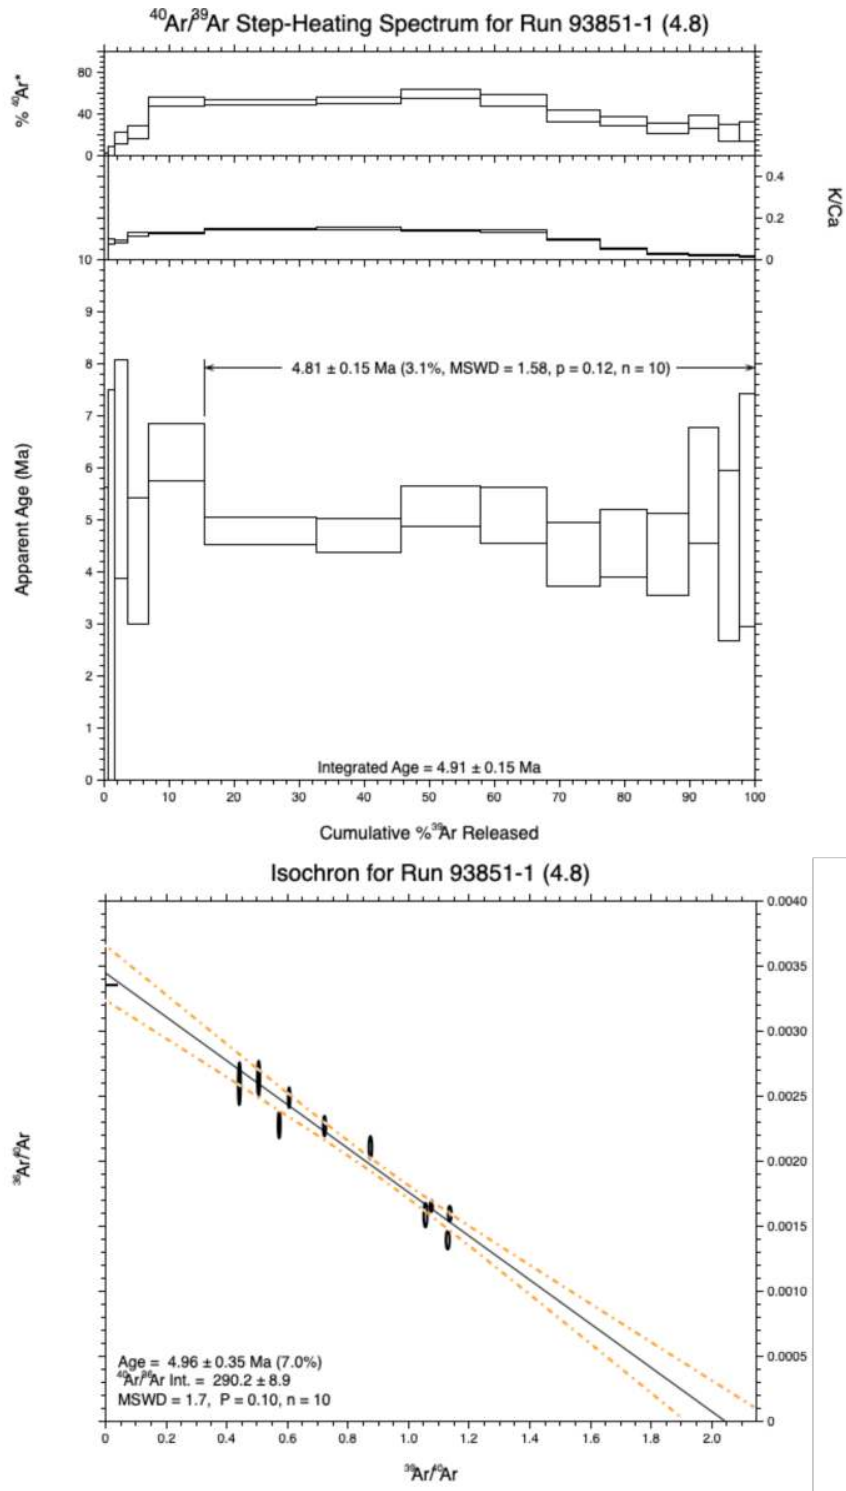 ⁴⁰Ar/³⁹Ar Step-Heating Spectrum for Run 93851-1 (4.8)
% ⁴⁰Ar*
80
40
0
K/Ca
0.4
0.2
0
Apparent Age (Ma)
10
9
8
7
6
5
4
3
2
1
0
4.81 ± 0.15 Ma (3.1%, MSWD = 1.58, p = 0.12, n = 10)
Integrated Age = 4.91 ± 0.15 Ma
0 10 20 30 40 50 60 70 80 90 100
Cumulative %³⁹Ar Released
Isochron for Run 93851-1 (4.8)
0.0040
0.0035
0.0030
0.0025
0.0020
0.0015
0.0010
0.0005
0
³⁶Ar/⁴⁰Ar
Age = 4.96 ± 0.35 Ma (7.0%)
⁴⁰Ar/³⁶Ar Int. = 290.2 ± 8.9
MSWD = 1.7, P = 0.10, n = 10
0 0.2 0.4 0.6 0.8 1.0 1.2 1.4 1.6 1.8 2.0
³⁹Ar/⁴⁰Ar